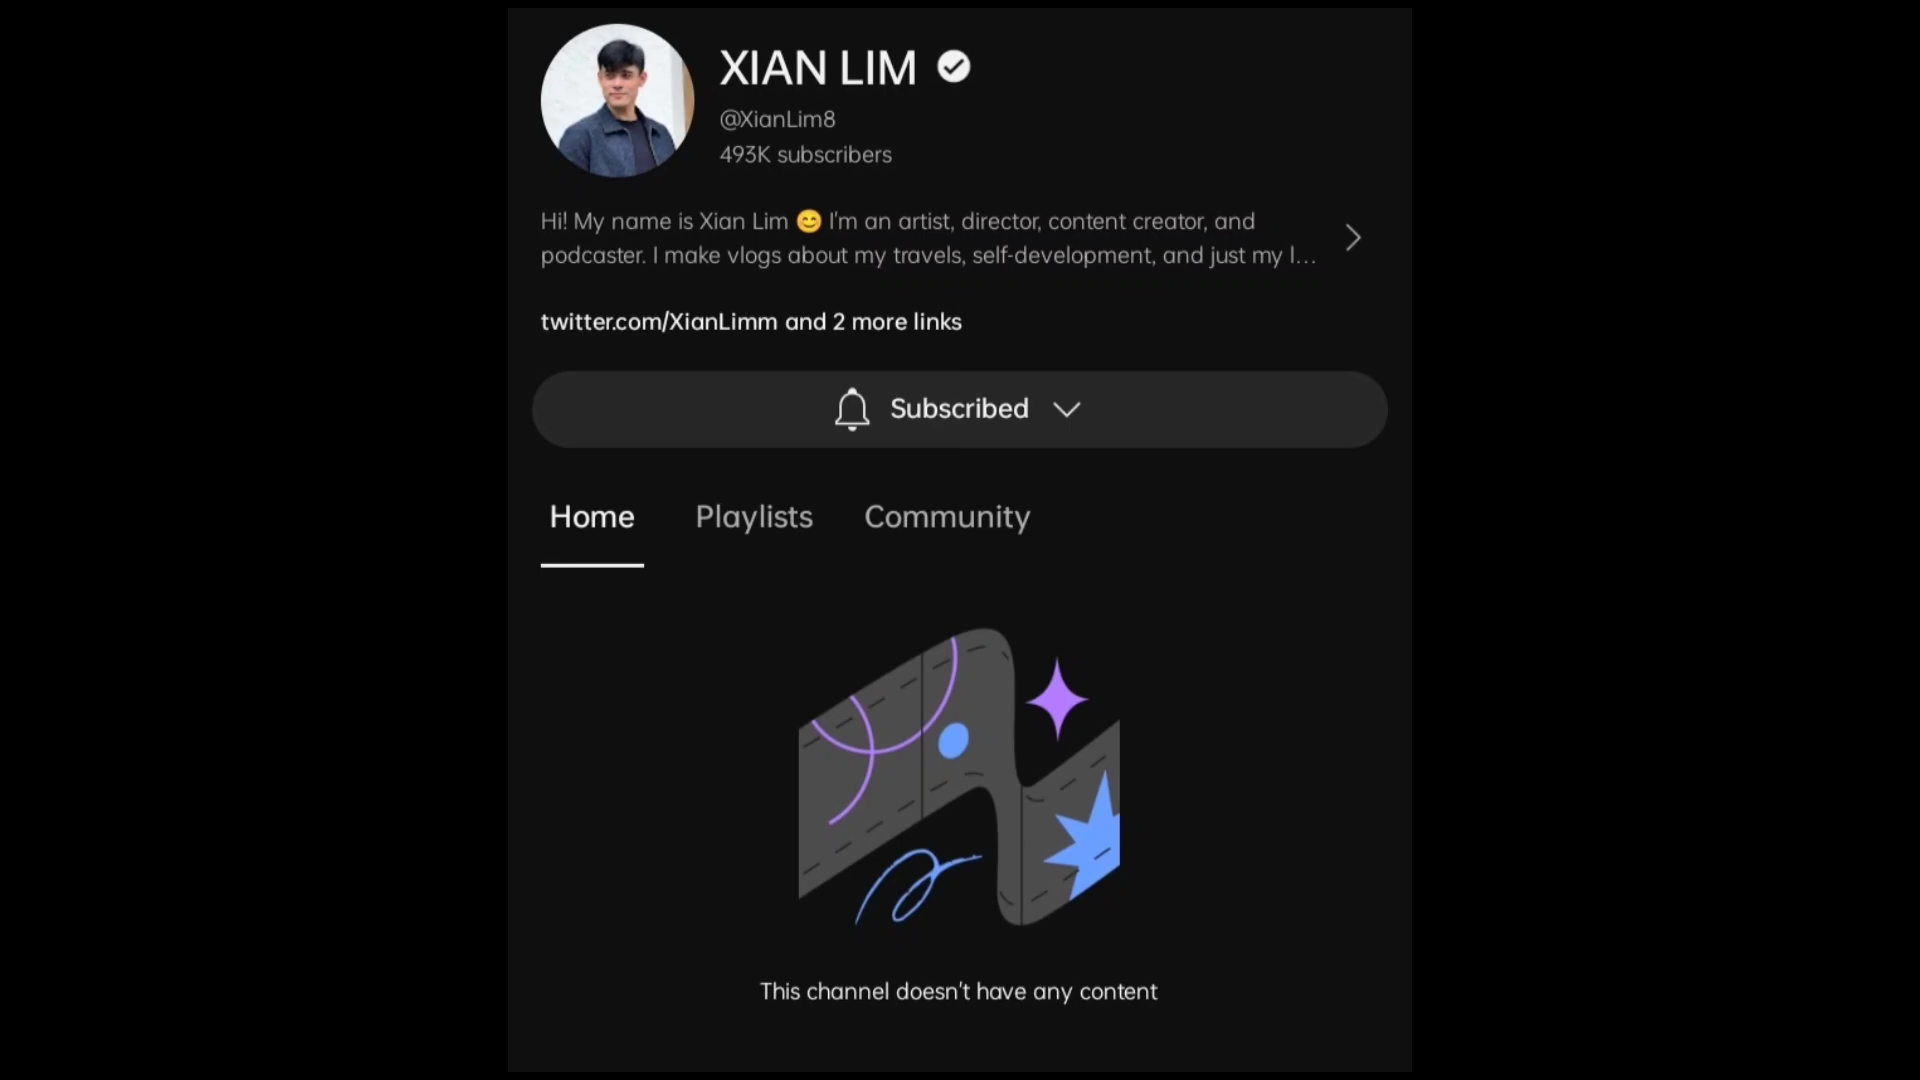 XIAN LIM
@XianLim8
493K subscribers
Hi! My name is Xian Lim 😊 I'm an artist, director, content creator, and
podcaster. I make vlogs about my travels, self-development, and just my l...
twitter.com/XianLimm and 2 more links
Subscribed
Home Playlists Community
This channel doesn't have any content